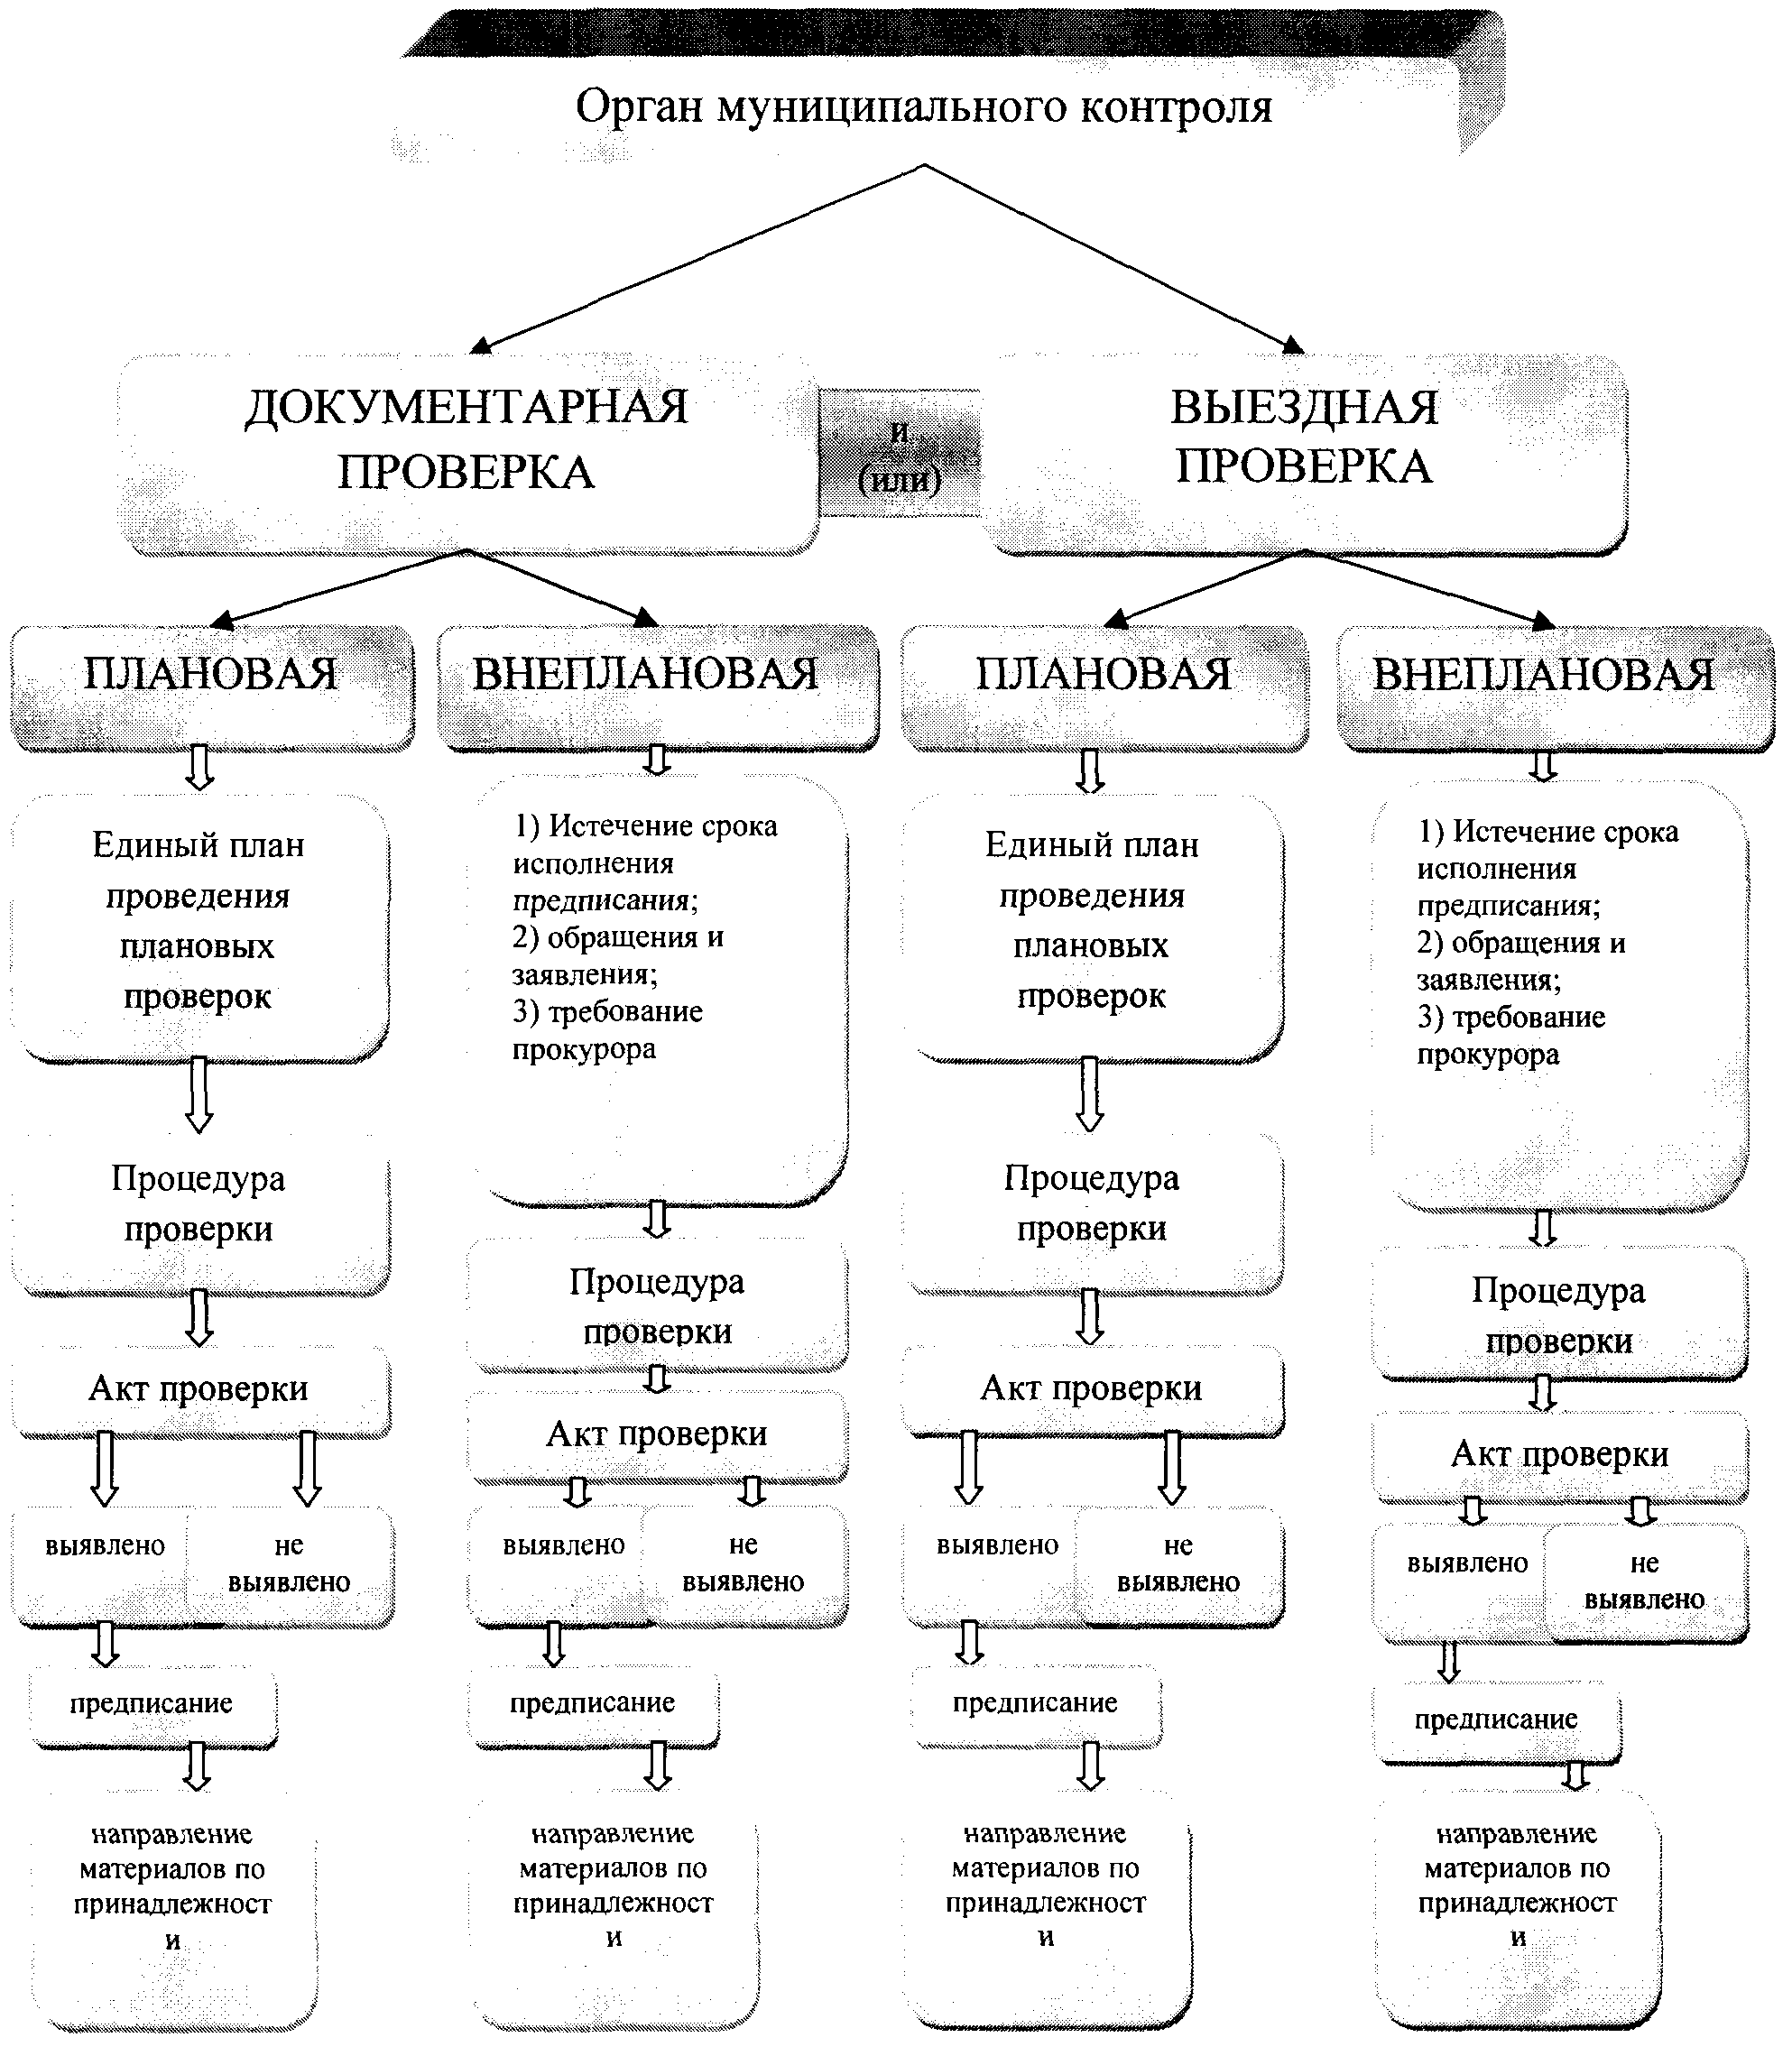 Орган муниципального контроля
ДОКУМЕНТАРНАЯ
ПРОВЕРКА
и
(или)
ВЫЕЗДНАЯ
ПРОВЕРКА
ПЛАНОВАЯ
ВНЕПЛАНОВАЯ
ПЛАНОВАЯ
ВНЕПЛАНОВАЯ
Единый план
проведения
плановых
проверок
1) Истечение срока
исполнения
предписания;
2) обращения и
заявления;
3) требование
прокурора
Единый план
проведения
плановых
проверок
1) Истечение срока
исполнения
предписания;
2) обращения и
заявления;
3) требование
прокурора
Процедура
проверки
Процедура
проверки
Процедура
проверки
Процедура
проверки
Акт проверки
Акт проверки
Акт проверки
Акт проверки
выявлено
не
выявлено
выявлено
не
выявлено
выявлено
не
выявлено
выявлено
не
выявлено
предписание
предписание
предписание
предписание
направление
материалов по
принадлежност
и
направление
материалов по
принадлежност
и
направление
материалов по
принадлежност
и
направление
материалов по
принадлежност
и